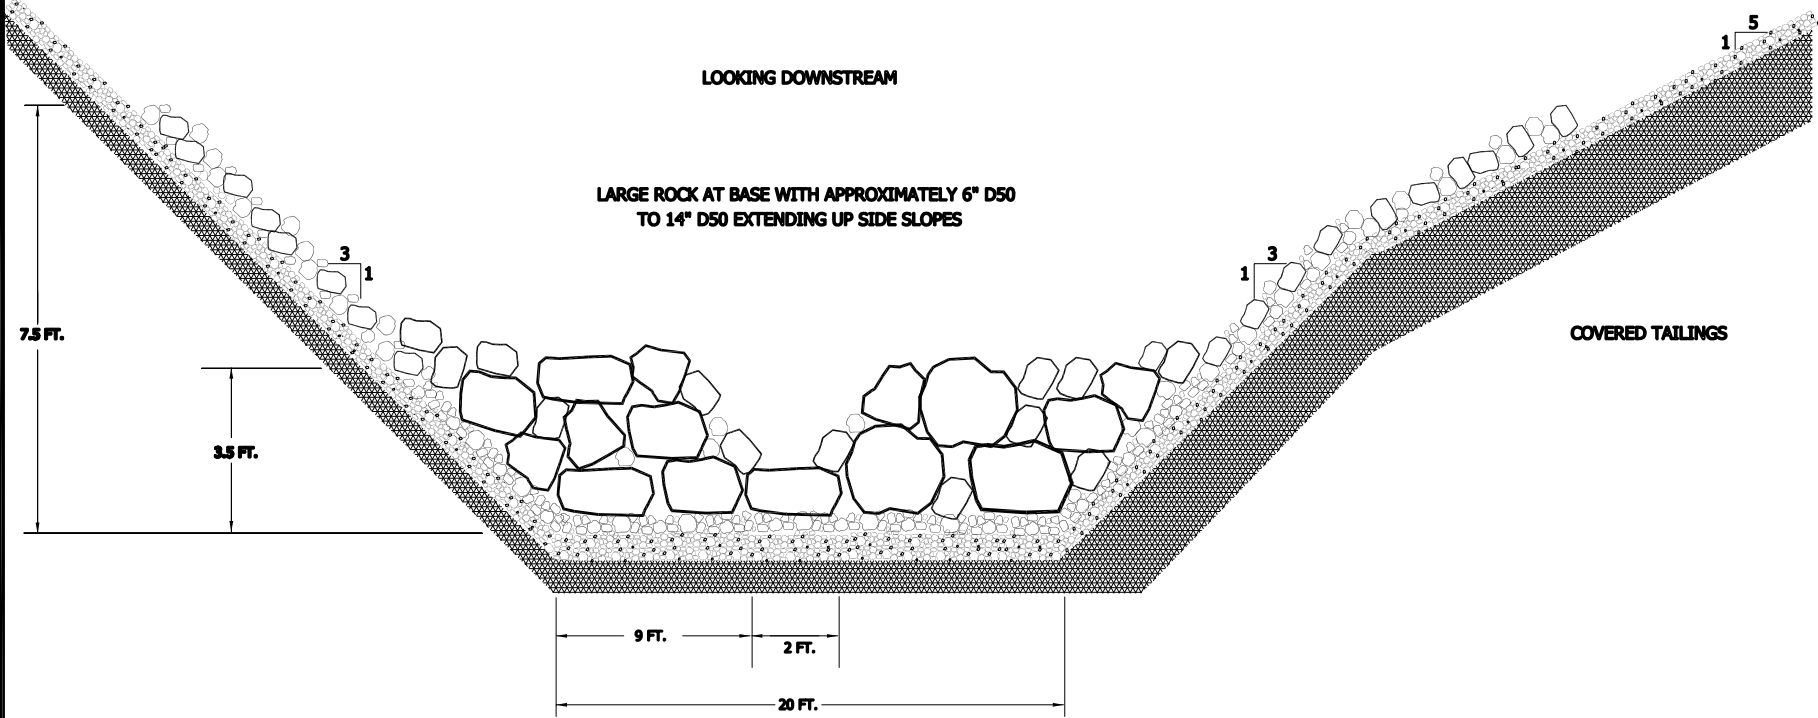 5
1
LOOKING DOWNSTREAM
LARGE ROCK AT BASE WITH APPROXIMATELY 6" D50
TO 14" D50 EXTENDING UP SIDE SLOPES
3
1
3
1
7.5 FT.
COVERED TAILINGS
3.5 FT.
9 FT.
2 FT.
20 FT.